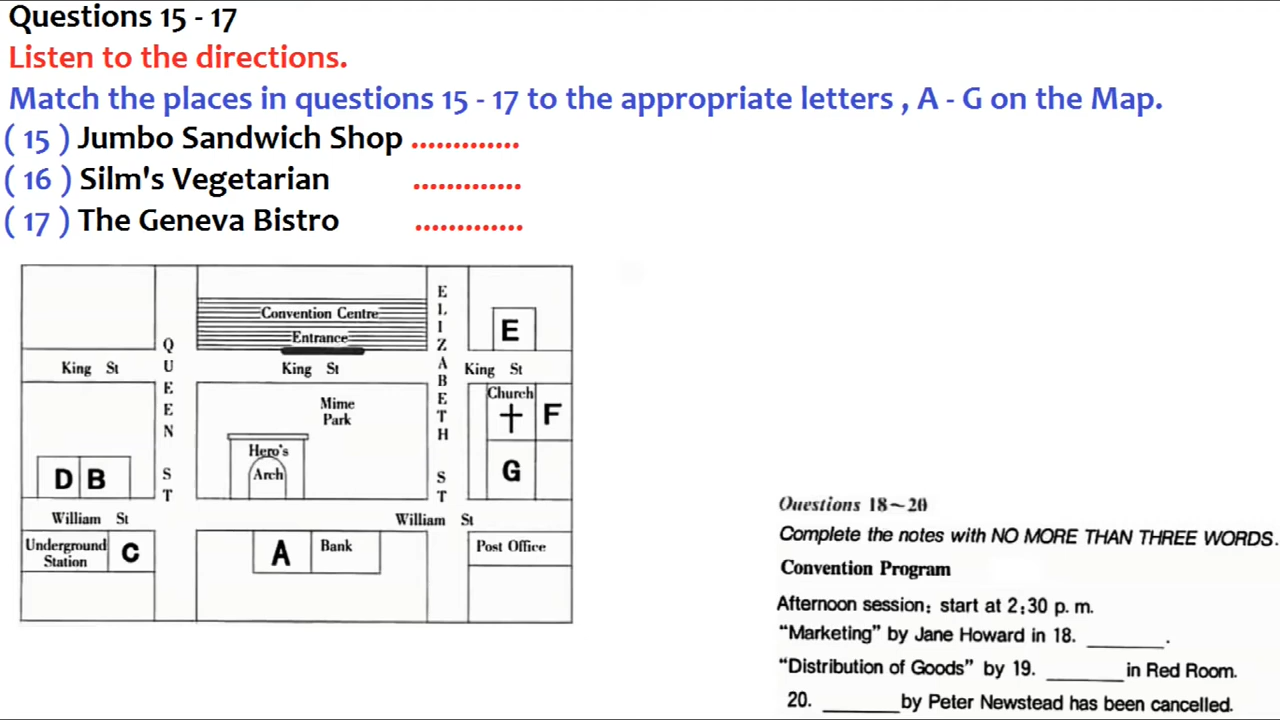 Questions 15 - 17
Listen to the directions.
Match the places in questions 15 - 17 to the appropriate letters , A - G on the Map.
( 15 ) Jumbo Sandwich Shop .............
( 16 ) Silm's Vegetarian .............
( 17 ) The Geneva Bistro .............
Convention Centre
Entrance
QUEEN ST
ELIZABETH ST
E
King St
King St
King St
Mime
Park
Church
F
Hero's
Arch
D B
G
William St
William St
Underground
Station
C
A
Bank
Post Office
Questions 18~20
Complete the notes with NO MORE THAN THREE WORDS.
Convention Program
Afternoon session: start at 2:30 p. m.
"Marketing" by Jane Howard in 18. ________.
"Distribution of Goods" by 19. ________ in Red Room.
20. ________ by Peter Newstead has been cancelled.